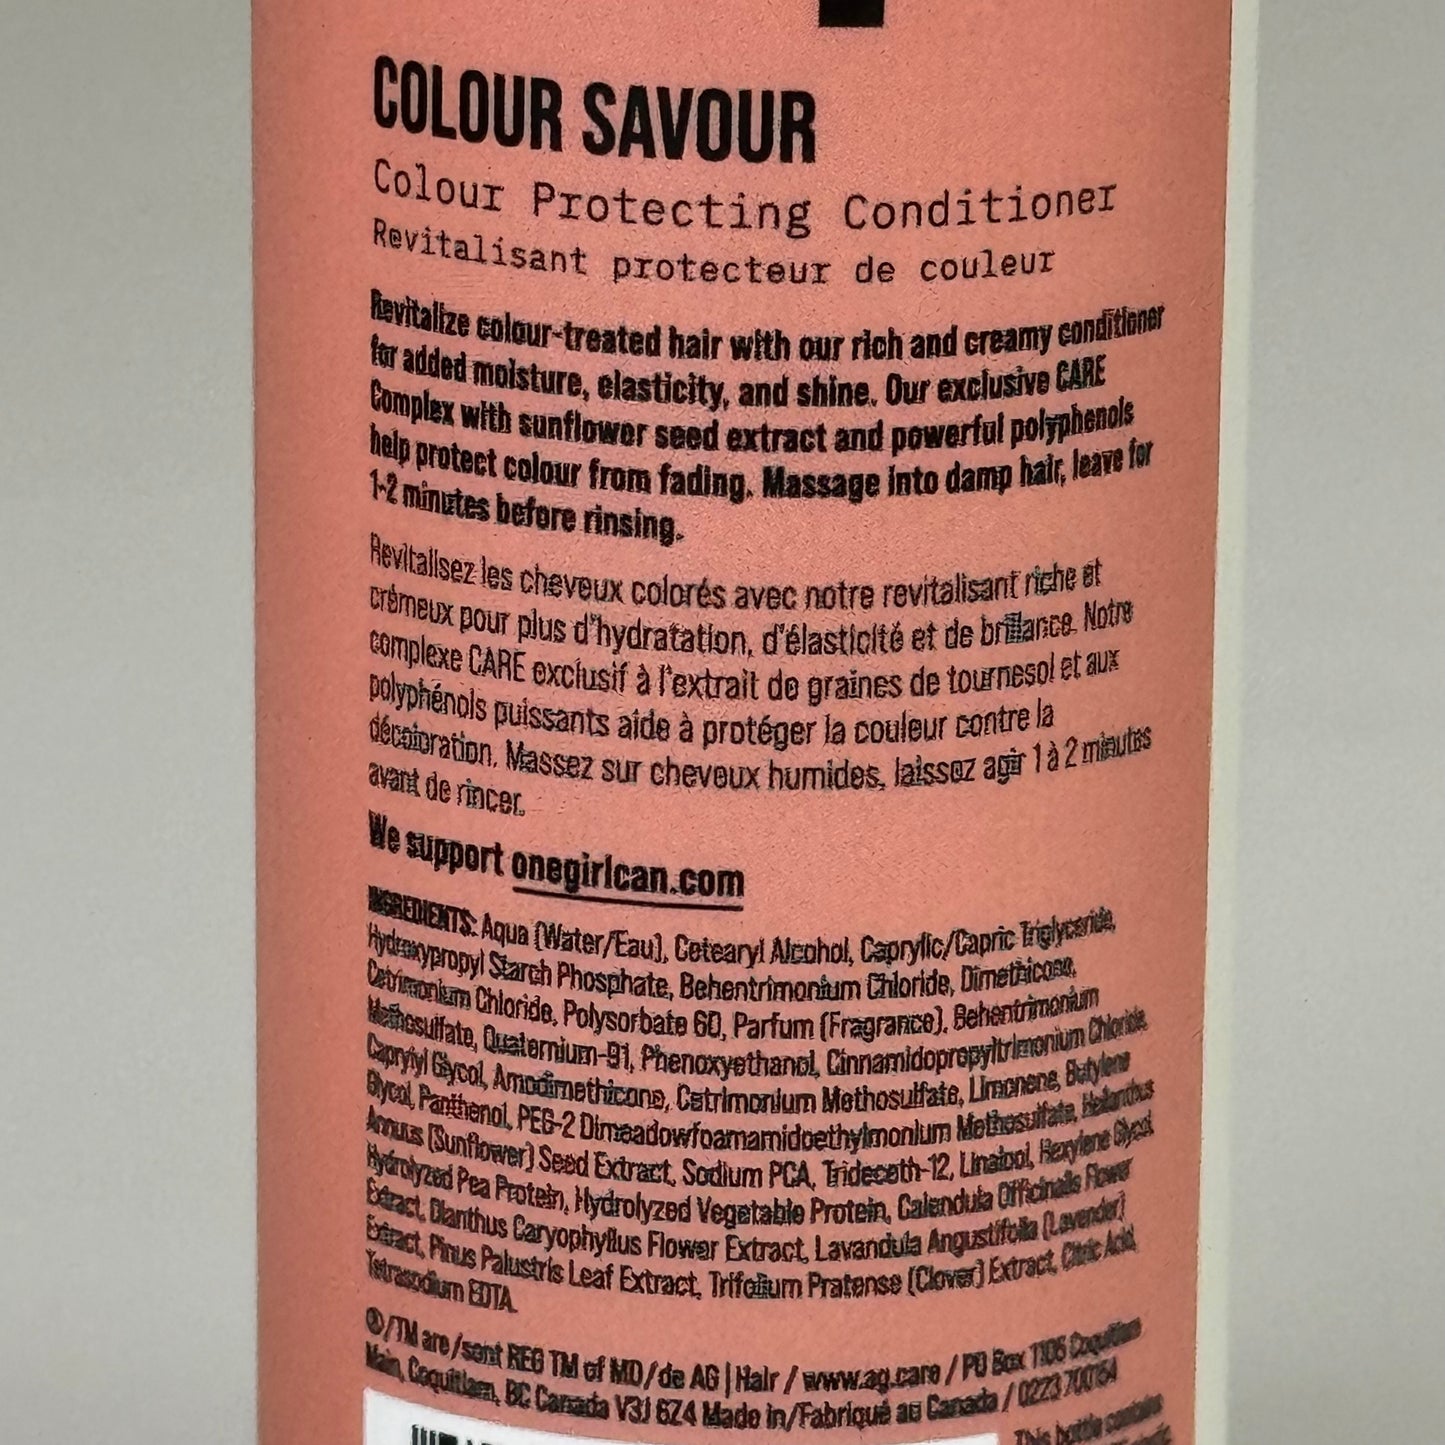 COLOUR SAVOUR
Colour Protecting Conditioner
Revitalisant protecteur de couleur
Revitalize colour-treated hair with our rich and creamy conditioner
for added moisture, elasticity, and shine. Our exclusive CARE
Complex with sunflower seed extract and powerful polyphenols
help protect colour from fading. Massage into damp hair, leave for
1-2 minutes before rinsing.
Revitalisez les cheveux colorés avec notre revitalisant riche et
crémeux pour plus d'hydratation, d'élasticité et de brillance. Notre
complexe CARE exclusif à l'extrait de graines de tournesol et aux
polyphénols puissants aide à protéger la couleur contre la
décoloration. Massez sur cheveux humides, laissez agir 1 à 2 minutes
avant de rincer.
We support onegirlcan.com
INGREDIENTS: Aqua (Water/Eau), Cetearyl Alcohol, Caprylic/Capric Triglyceride,
Hydroxypropyl Starch Phosphate, Behentrimonium Chloride, Dimethicone,
Cetrimonium Chloride, Polysorbate 60, Parfum (Fragrance), Behentrimonium
Methosulfate, Quaternium-91, Phenoxyethanol, Cinnamidopropyltrimonium Chloride,
Caprylyl Glycol, Amodimethicone, Cetrimonium Methosulfate, Limonene, Butylene
Glycol, Panthenol, PEG-2 Dimeadowfoamamidoethylmonium Methosulfate, Helianthus
Annuus (Sunflower) Seed Extract, Sodium PCA, Trideceth-12, Linalool, Hexylene Glycol,
Hydrolyzed Pea Protein, Hydrolyzed Vegetable Protein, Calendula Officinalis Flower
Extract, Dianthus Caryophyllus Flower Extract, Lavandula Angustifolia (Lavender)
Extract, Pinus Palustris Leaf Extract, Trifolium Pratense (Clover) Extract, Citric Acid,
Tetrasodium EDTA.
®/TM are/sont REG TM of MD/de AG | Hair / www.ag.care / PO Box 1106 Coquitlam
Main, Coquitlam, BC Canada V3J 6Z4 Made in/Fabriqué au Canada / 0223 700164
This bottle contains